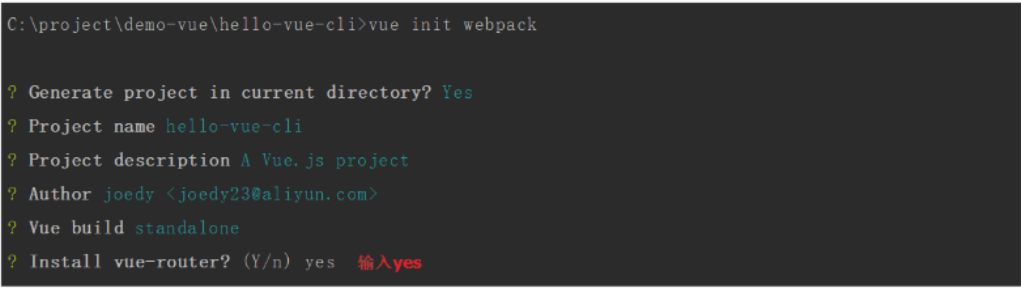 C:\project\demo-vue\hello-vue-cli>vue init webpack
? Generate project in current directory? Yes
? Project name hello-vue-cli
? Project description A Vue.js project
? Author joedy <joedy23@aliyun.com>
? Vue build standalone
? Install vue-router? (Y/n) yes 输入yes